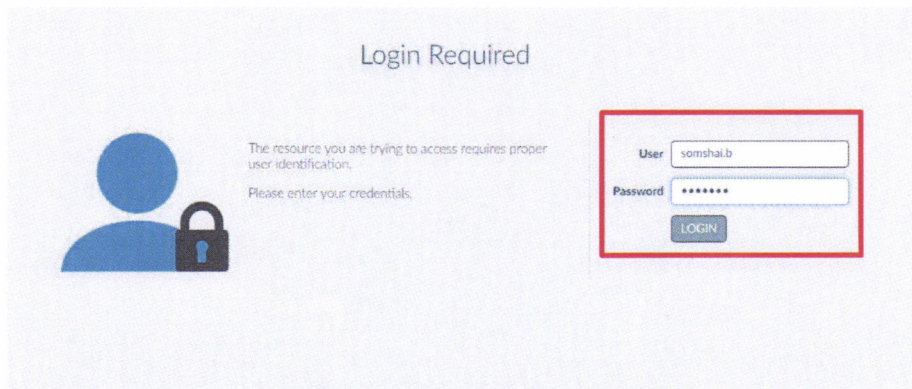 Login Required
The resource you are trying to access requires proper
user identification.
Please enter your credentials.
User somshai.b
Password •••••••
LOGIN